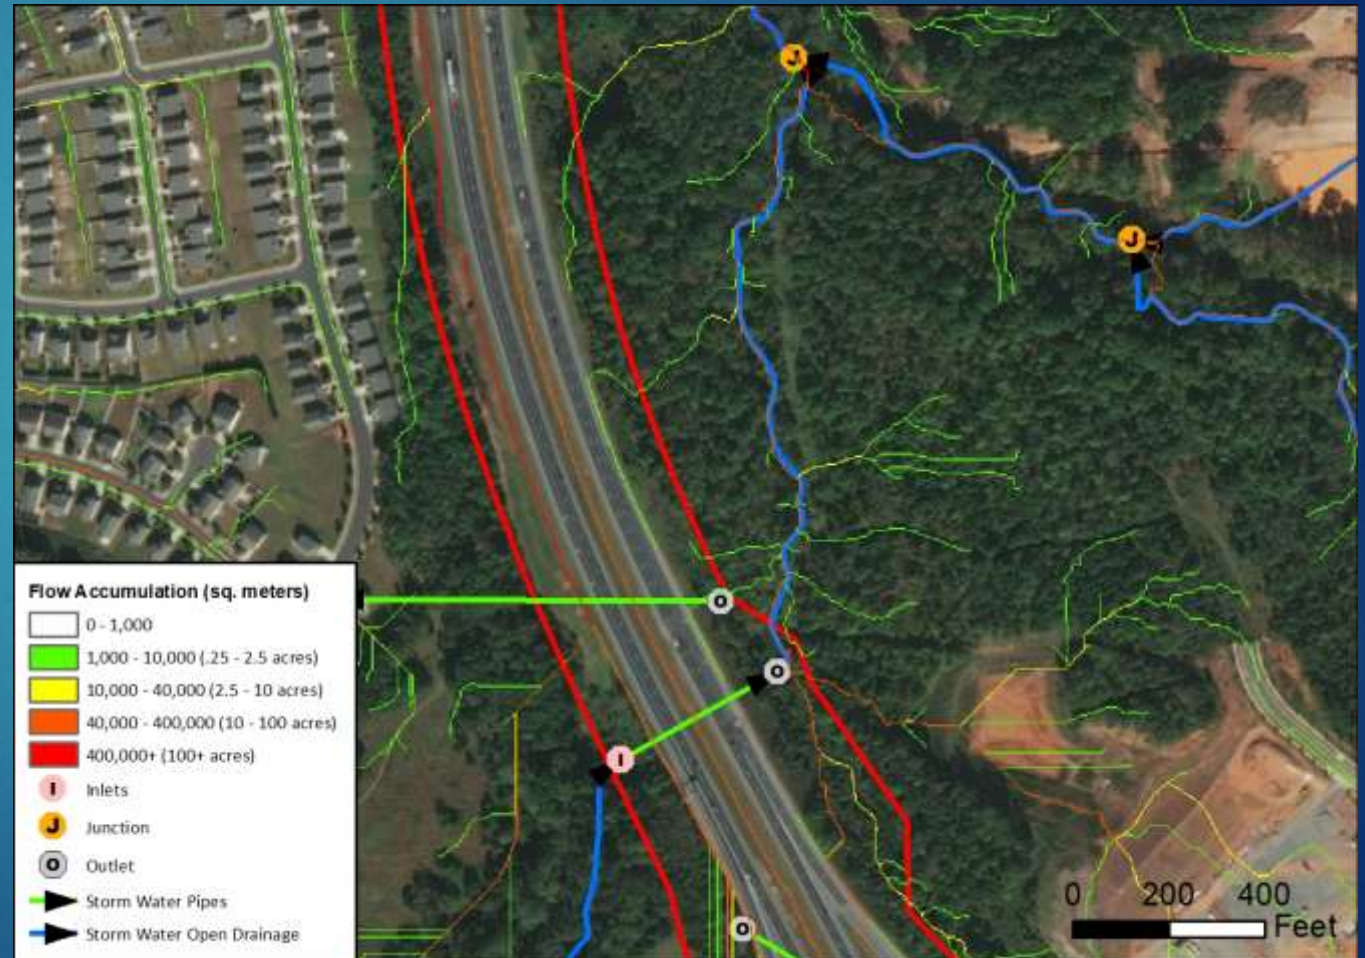 J
J
O
O
I
O
Flow Accumulation (sq. meters)
0 - 1,000
1,000 - 10,000 (.25 - 2.5 acres)
10,000 - 40,000 (2.5 - 10 acres)
40,000 - 400,000 (10 - 100 acres)
400,000+ (100+ acres)
I Inlets
J Junction
O Outlet
Storm Water Pipes
Storm Water Open Drainage
0 200 400
Feet